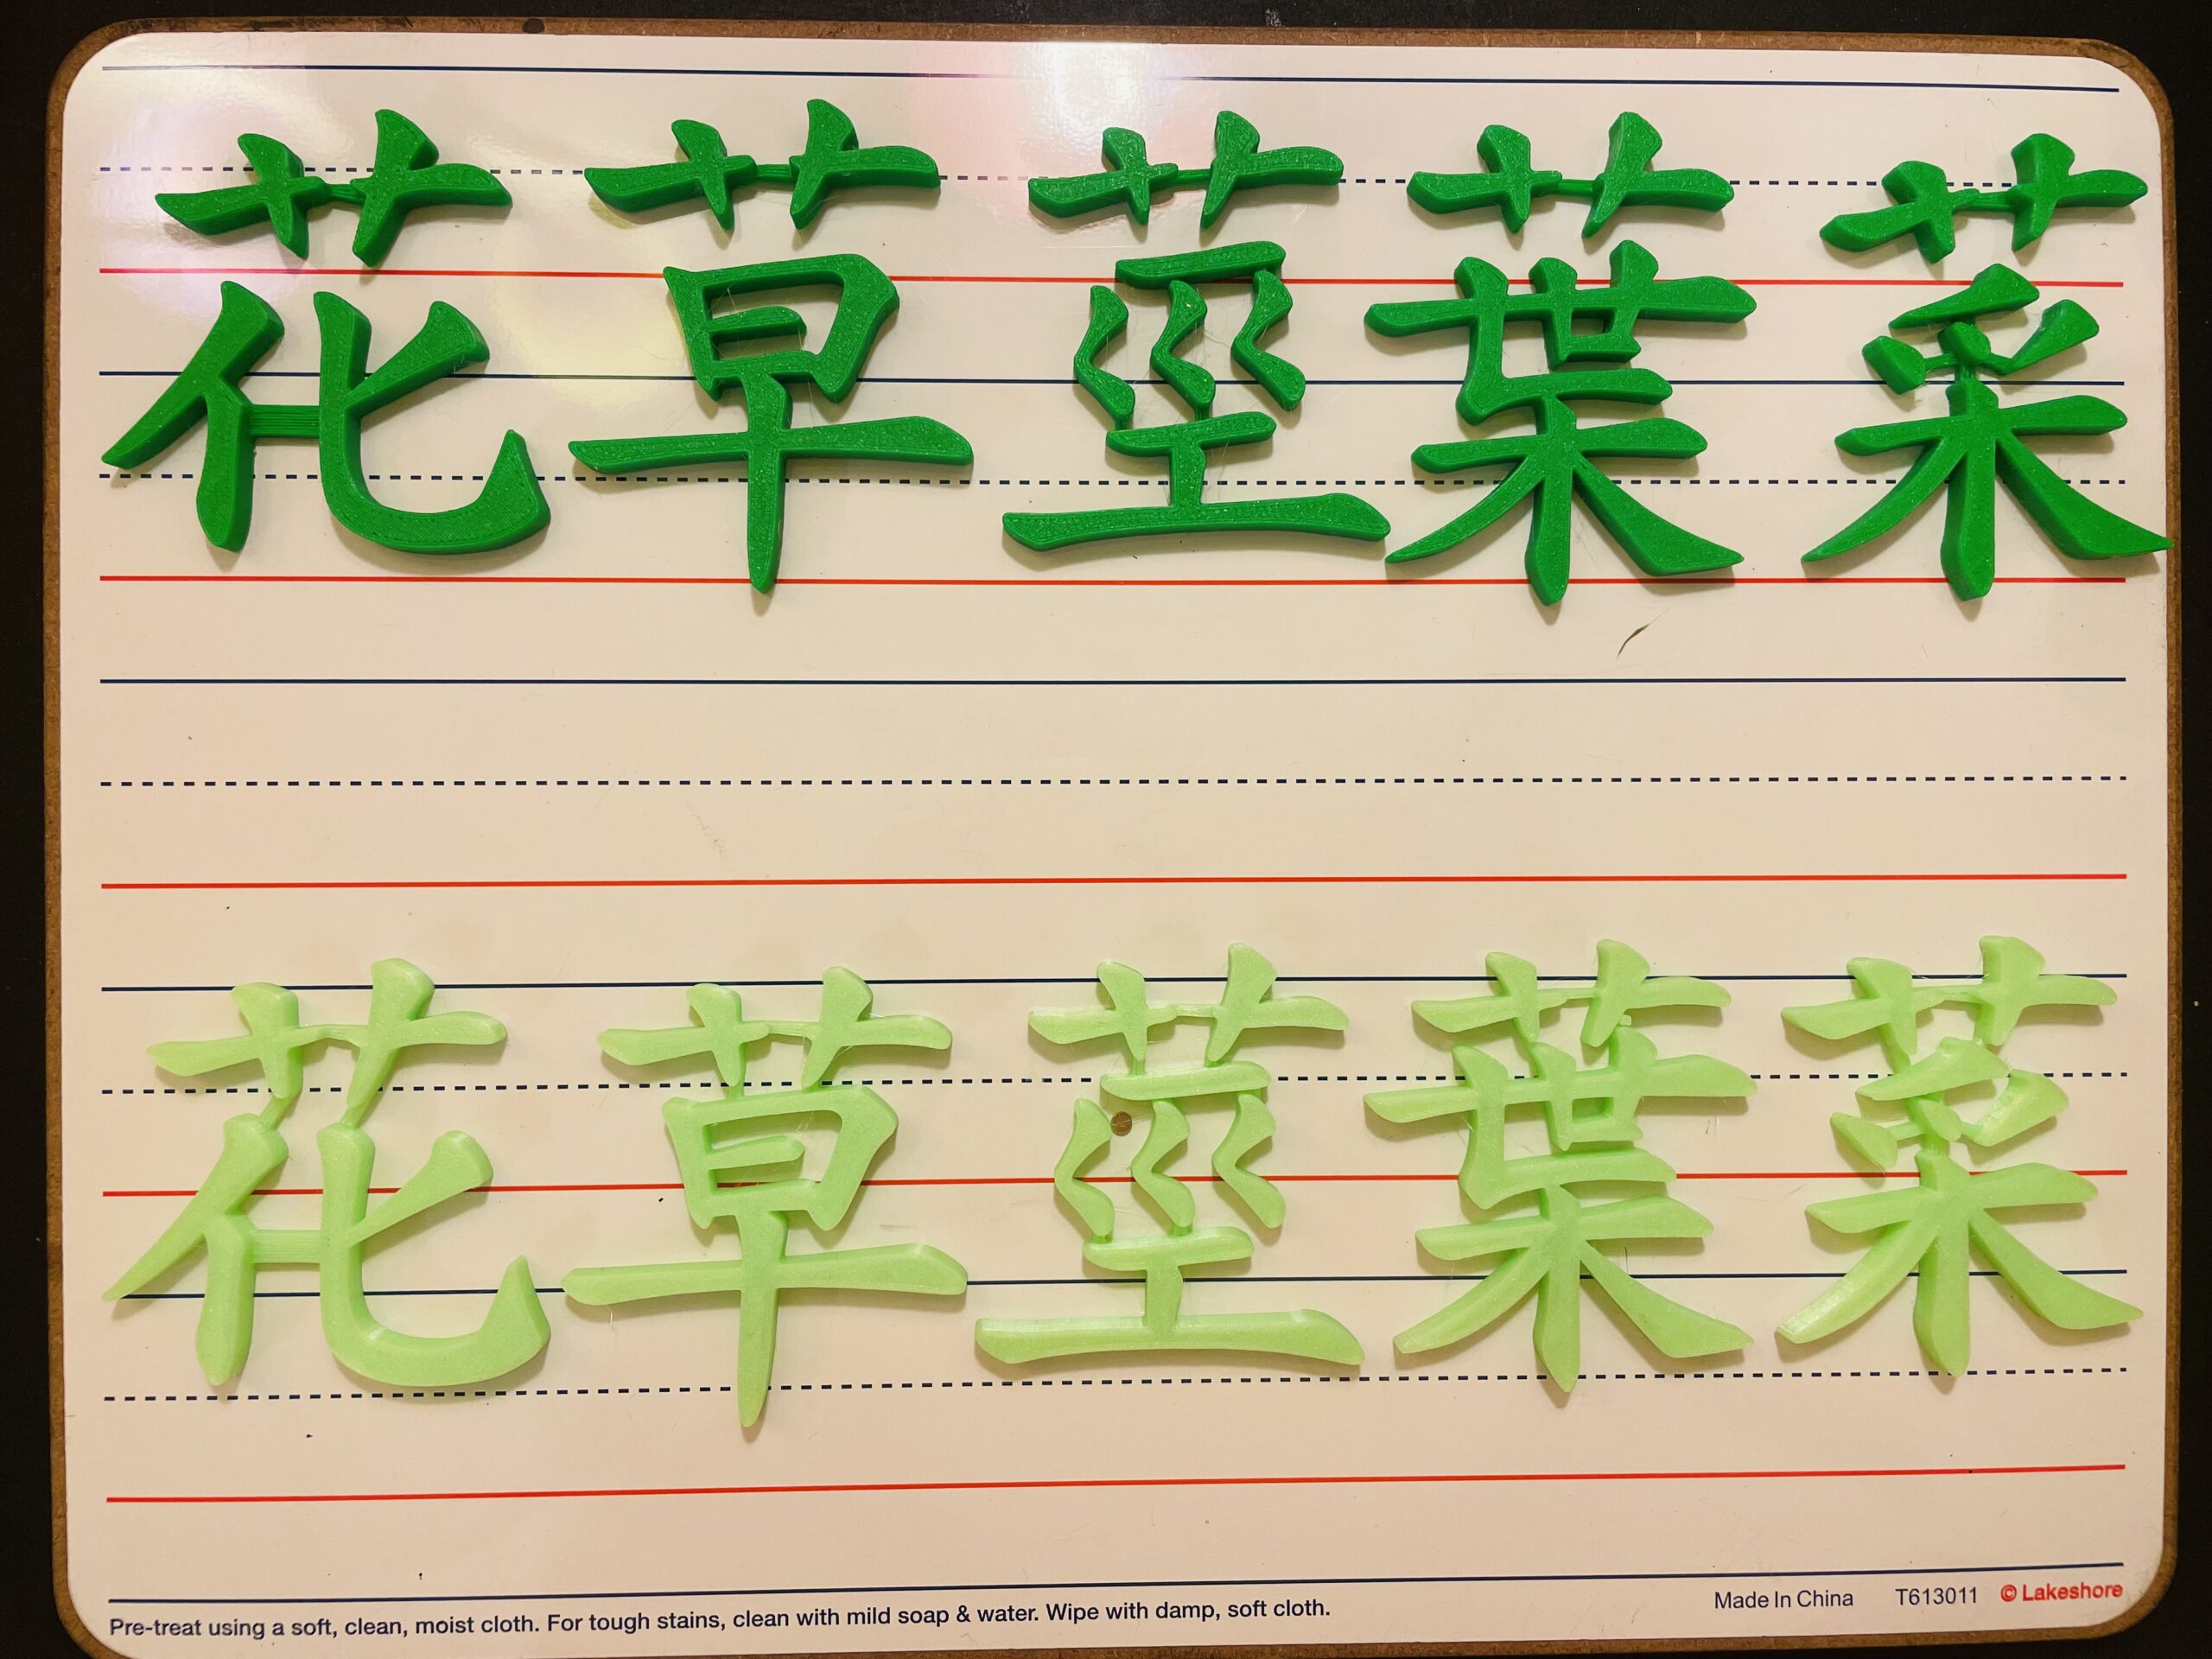 花草莖葉菜
花草莖葉菜
Pre-treat using a soft, clean, moist cloth. For tough stains, clean with mild soap & water. Wipe with damp, soft cloth.
Made In China T613011 © Lakeshore